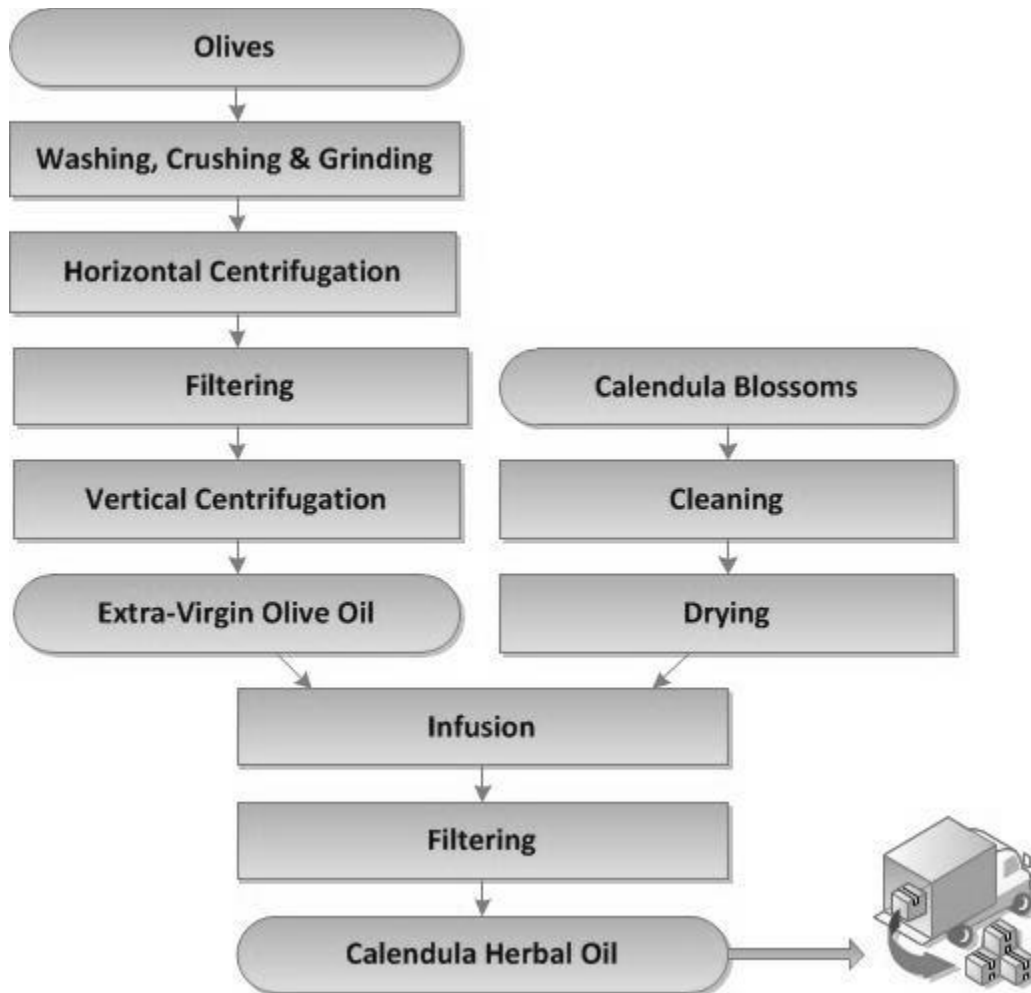 Olives
Washing, Crushing & Grinding
Horizontal Centrifugation
Filtering
Vertical Centrifugation
Extra-Virgin Olive Oil
Calendula Blossoms
Cleaning
Drying
Infusion
Filtering
Calendula Herbal Oil